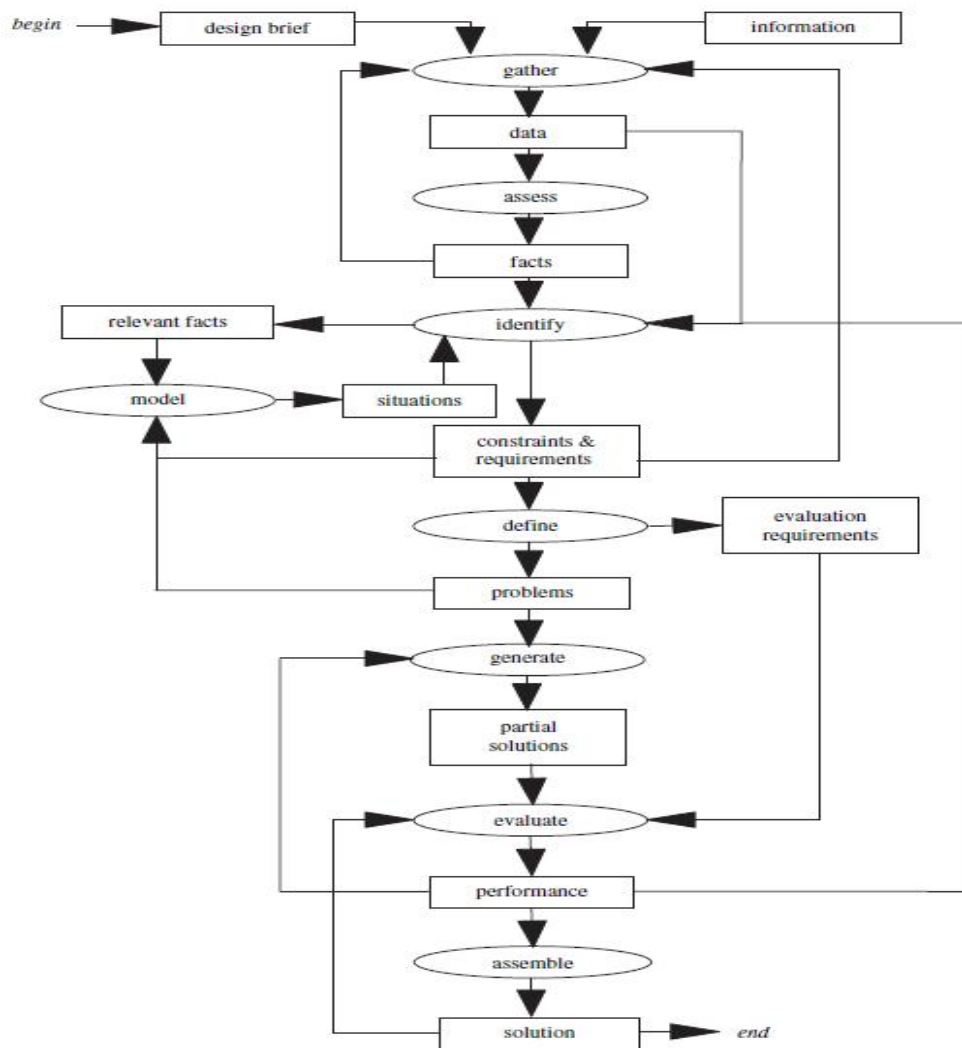 begin
design brief
information
gather
data
assess
facts
relevant facts
identify
model
situations
constraints &
requirements
define
evaluation
requirements
problems
generate
partial
solutions
evaluate
performance
assemble
solution
end